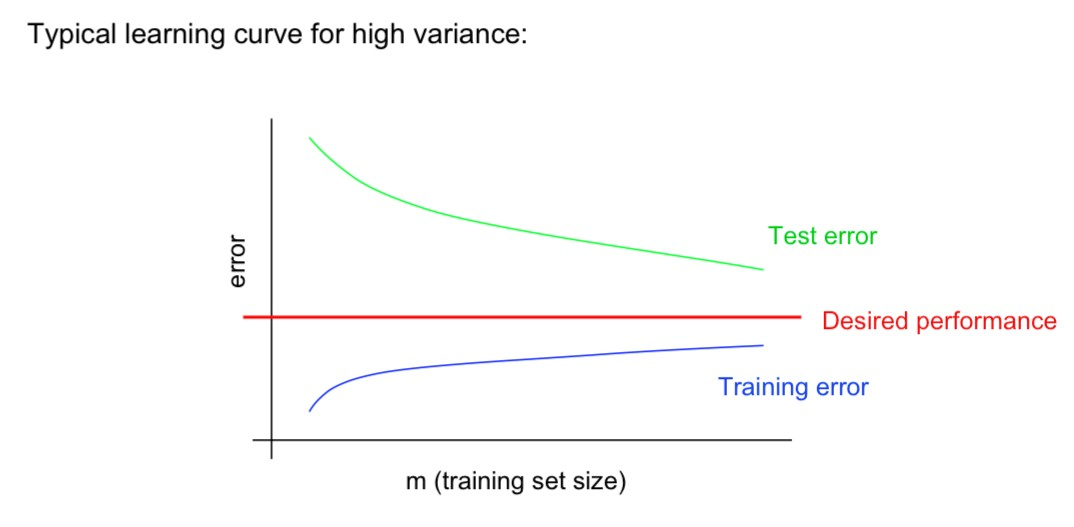 Typical learning curve for high variance:
error
Test error
Desired performance
Training error
m (training set size)